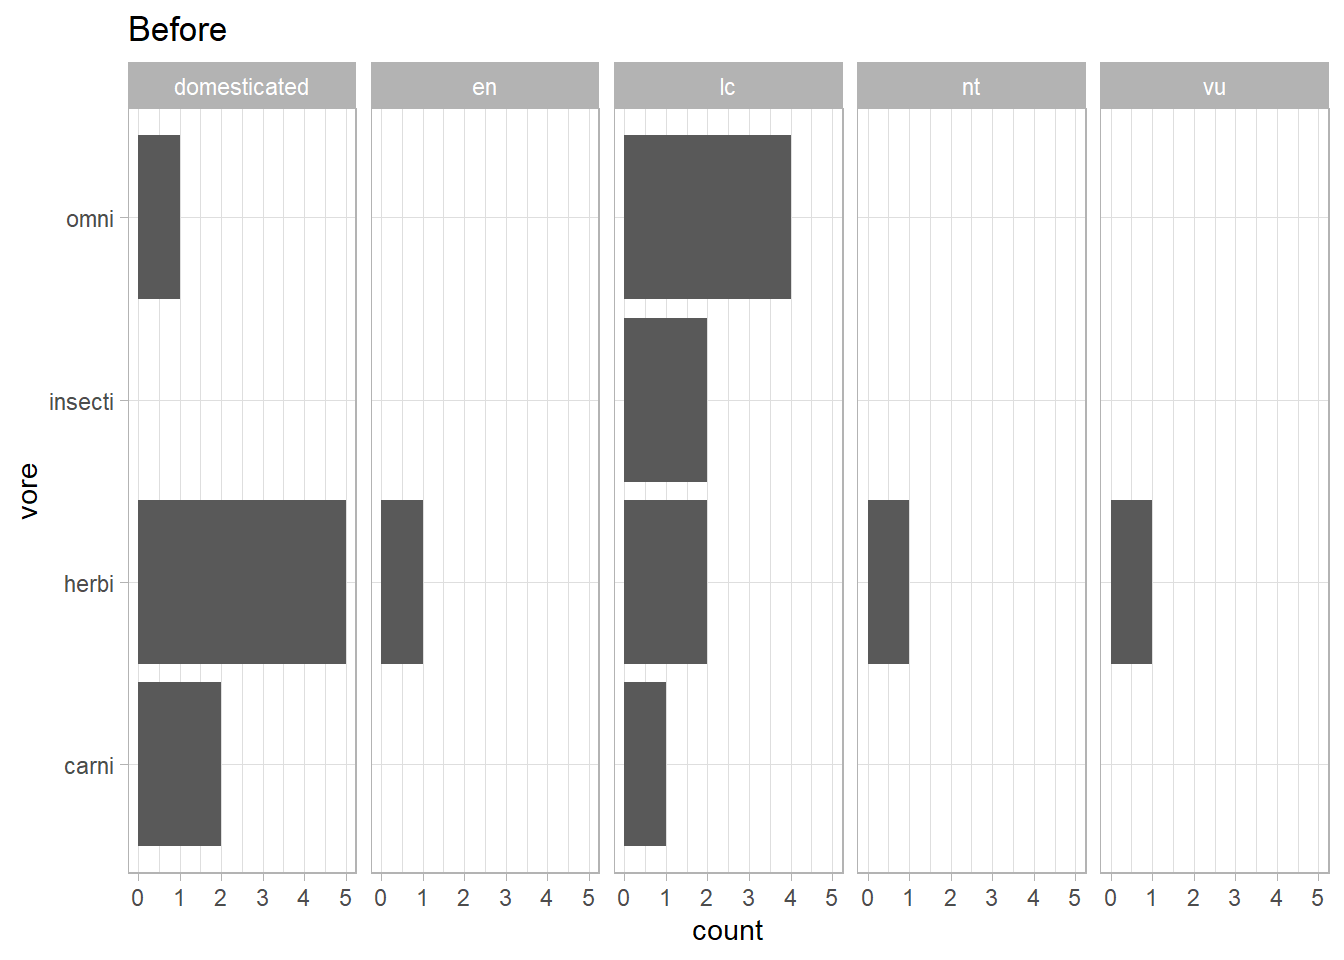 Before
domesticated en lc nt vu
omni
insecti
herbi
carni
vore
0 1 2 3 4 5 0 1 2 3 4 5 0 1 2 3 4 5 0 1 2 3 4 5 0 1 2 3 4 5
count